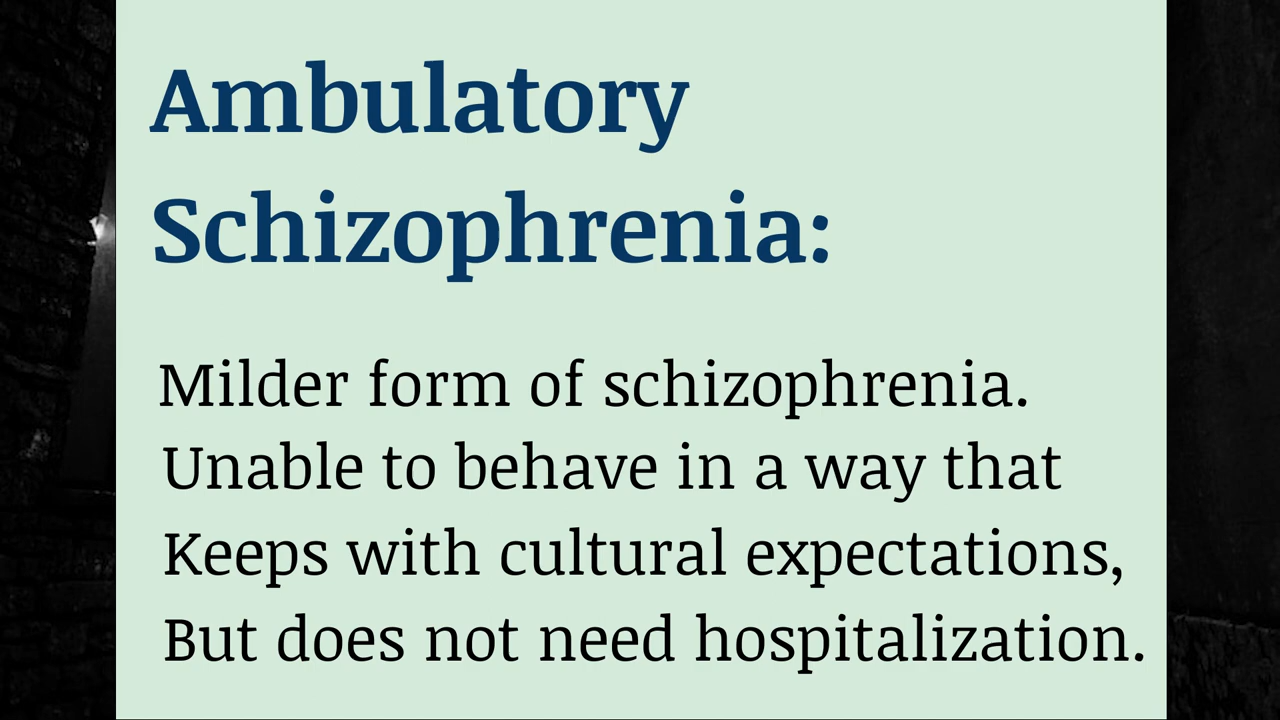 Ambulatory
Schizophrenia:
Milder form of schizophrenia.
Unable to behave in a way that
Keeps with cultural expectations,
But does not need hospitalization.